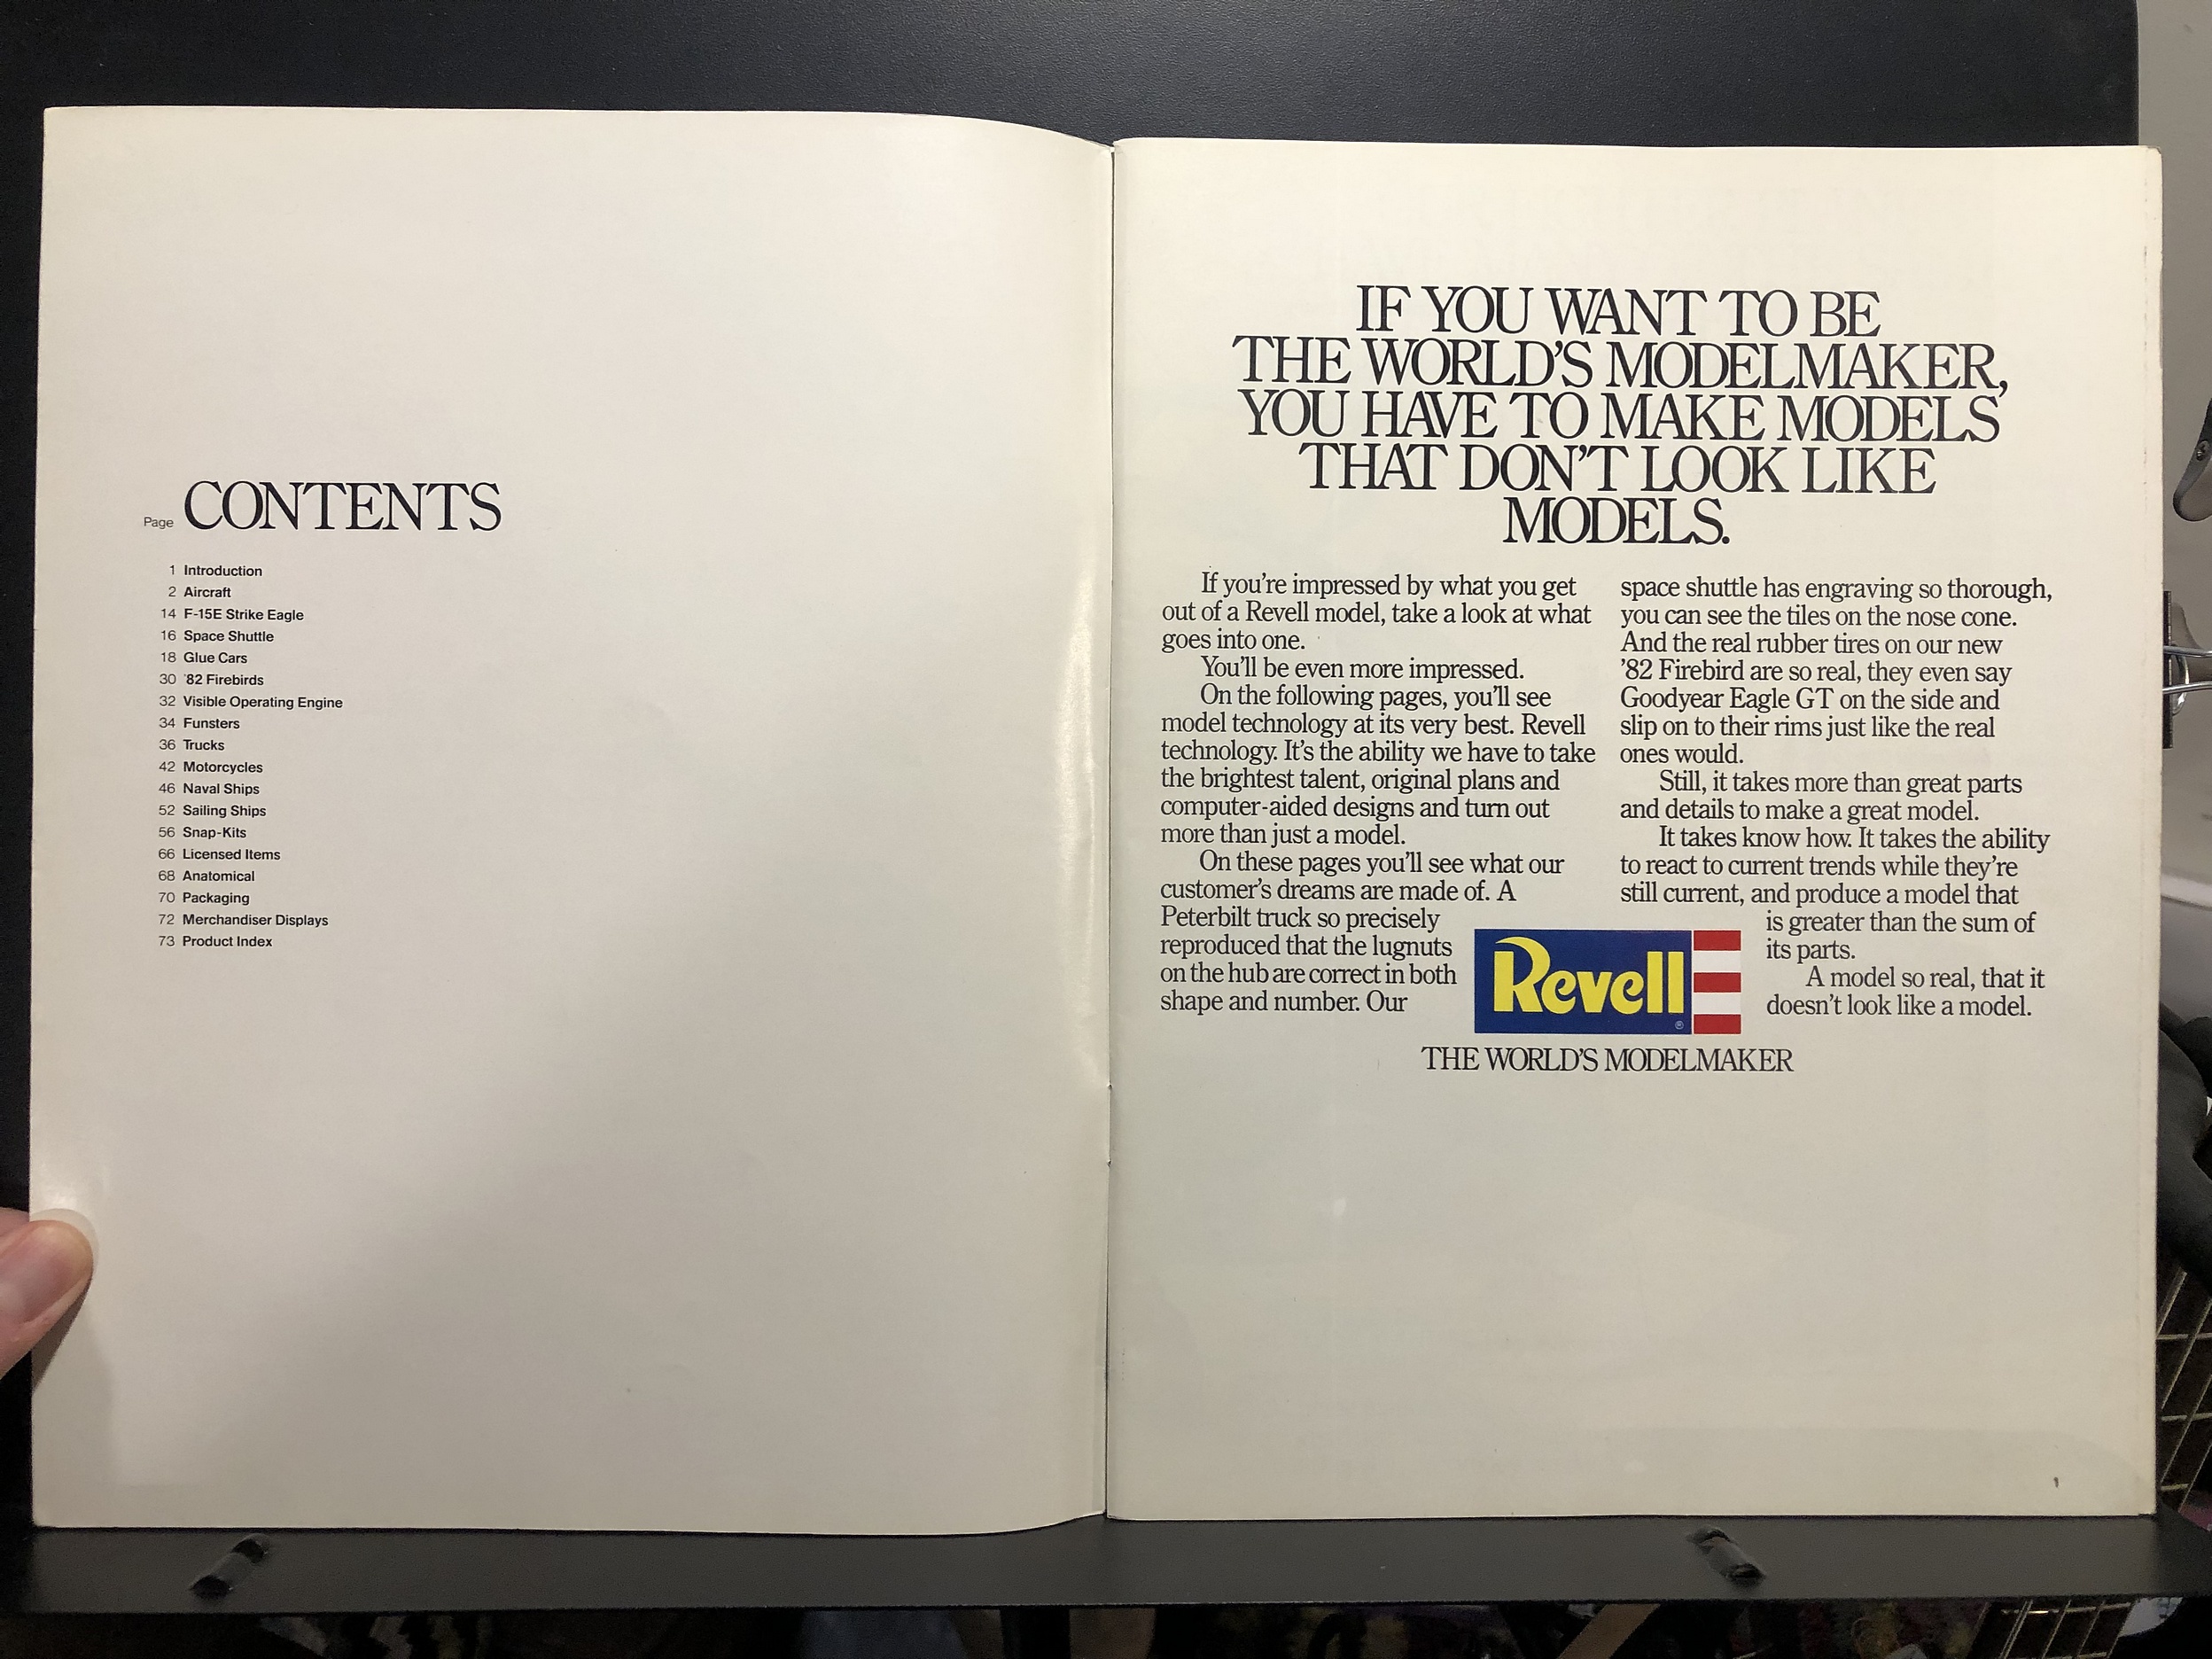 Page CONTENTS
1 Introduction
2 Aircraft
14 F-15E Strike Eagle
16 Space Shuttle
18 Glue Cars
30 '82 Firebirds
32 Visible Operating Engine
34 Funsters
36 Trucks
42 Motorcycles
46 Naval Ships
52 Sailing Ships
56 Snap-Kits
66 Licensed Items
68 Anatomical
70 Packaging
72 Merchandiser Displays
73 Product Index
IF YOU WANT TO BE
THE WORLD'S MODELMAKER,
YOU HAVE TO MAKE MODELS
THAT DON'T LOOK LIKE
MODELS.
If you're impressed by what you get
out of a Revell model, take a look at what
goes into one.
You'll be even more impressed.
On the following pages, you'll see
model technology at its very best. Revell
technology. It's the ability we have to take
the brightest talent, original plans and
computer-aided designs and turn out
more than just a model.
On these pages you'll see what our
customer's dreams are made of. A
Peterbilt truck so precisely
reproduced that the lugnuts
on the hub are correct in both
shape and number. Our
space shuttle has engraving so thorough,
you can see the tiles on the nose cone.
And the real rubber tires on our new
'82 Firebird are so real, they even say
Goodyear Eagle GT on the side and
slip on to their rims just like the real
ones would.
Still, it takes more than great parts
and details to make a great model.
It takes know how. It takes the ability
to react to current trends while they're
still current, and produce a model that
is greater than the sum of
its parts.
A model so real, that it
doesn't look like a model.
Revell ®
THE WORLD'S MODELMAKER
1